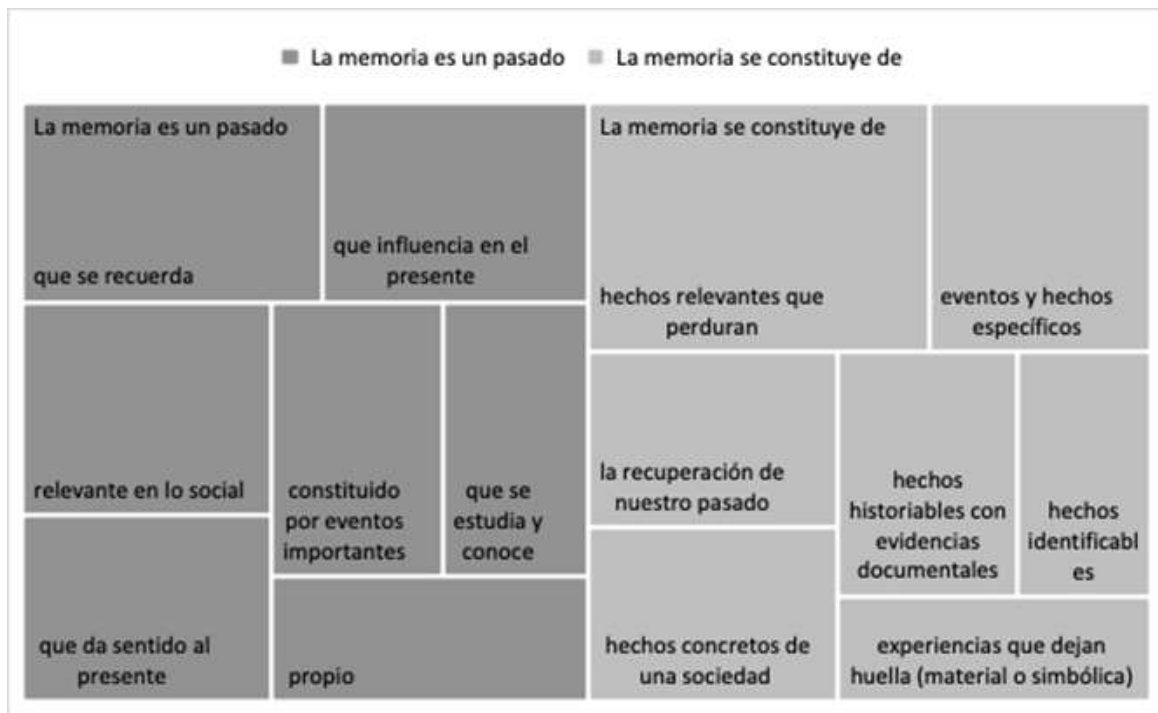 La memoria es un pasado
La memoria se constituye de
La memoria es un pasado
que se recuerda
que influencia en el
presente
relevante en lo social
constituido
por eventos
importantes
que se
estudia y
conoce
que da sentido al
presente
propio
La memoria se constituye de
hechos relevantes que
perduran
eventos y hechos
específicos
la recuperación de
nuestro pasado
hechos
historiables con
evidencias
documentales
hechos
identificabl
es
hechos concretos de
una sociedad
experiencias que dejan
huella (material o simbólica)